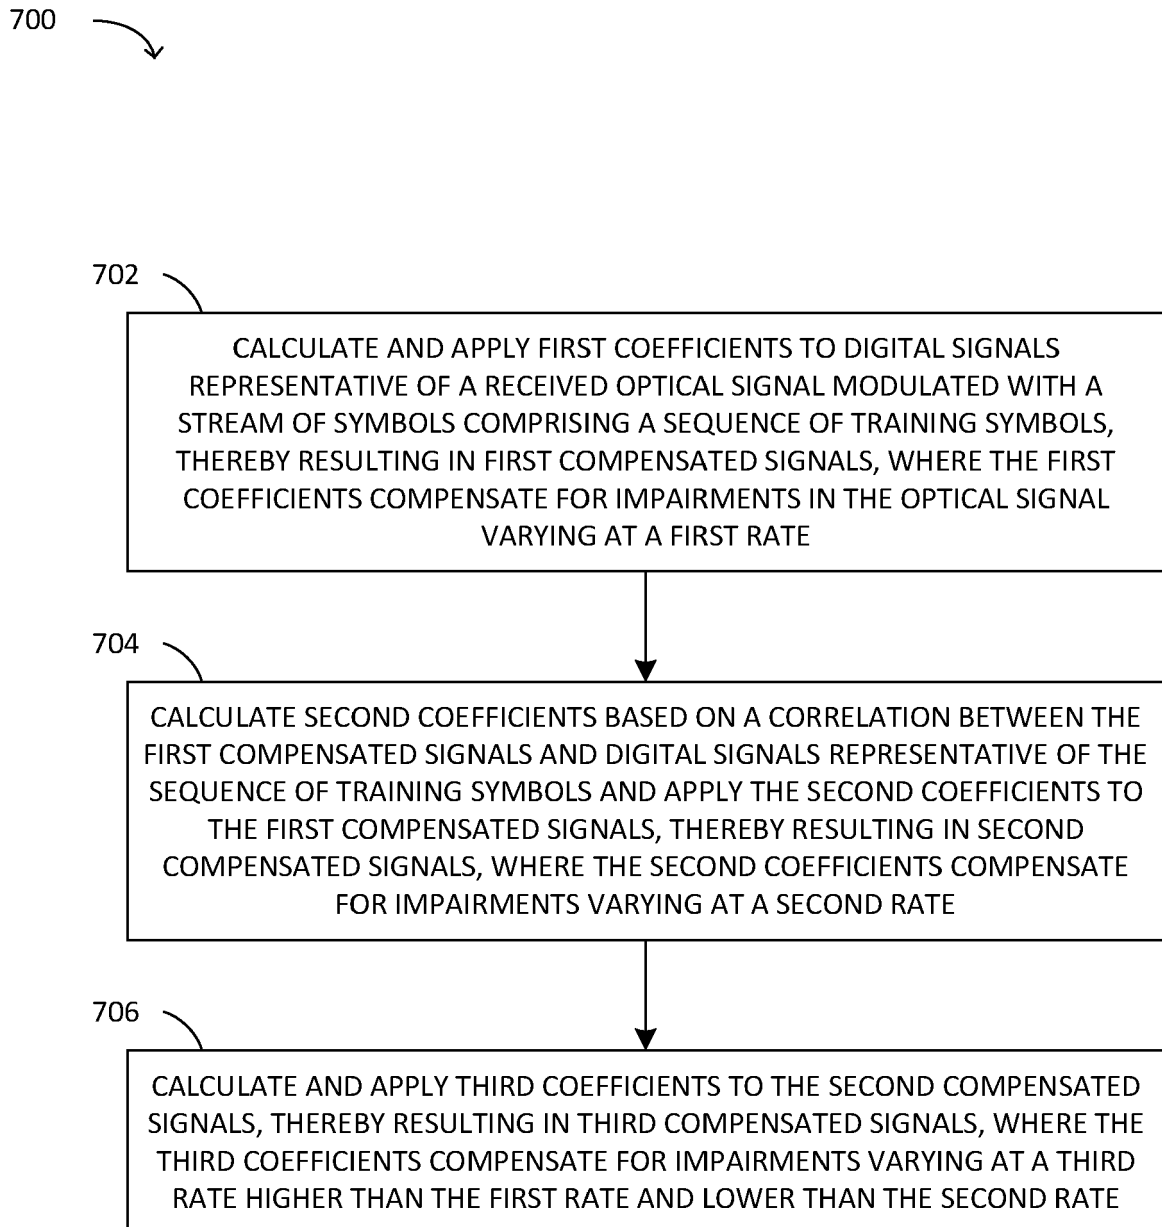 700
702
CALCULATE AND APPLY FIRST COEFFICIENTS TO DIGITAL SIGNALS
REPRESENTATIVE OF A RECEIVED OPTICAL SIGNAL MODULATED WITH A
STREAM OF SYMBOLS COMPRISING A SEQUENCE OF TRAINING SYMBOLS,
THEREBY RESULTING IN FIRST COMPENSATED SIGNALS, WHERE THE FIRST
COEFFICIENTS COMPENSATE FOR IMPAIRMENTS IN THE OPTICAL SIGNAL
VARYING AT A FIRST RATE
704
CALCULATE SECOND COEFFICIENTS BASED ON A CORRELATION BETWEEN THE
FIRST COMPENSATED SIGNALS AND DIGITAL SIGNALS REPRESENTATIVE OF THE
SEQUENCE OF TRAINING SYMBOLS AND APPLY THE SECOND COEFFICIENTS TO
THE FIRST COMPENSATED SIGNALS, THEREBY RESULTING IN SECOND
COMPENSATED SIGNALS, WHERE THE SECOND COEFFICIENTS COMPENSATE
FOR IMPAIRMENTS VARYING AT A SECOND RATE
706
CALCULATE AND APPLY THIRD COEFFICIENTS TO THE SECOND COMPENSATED
SIGNALS, THEREBY RESULTING IN THIRD COMPENSATED SIGNALS, WHERE THE
THIRD COEFFICIENTS COMPENSATE FOR IMPAIRMENTS VARYING AT A THIRD
RATE HIGHER THAN THE FIRST RATE AND LOWER THAN THE SECOND RATE